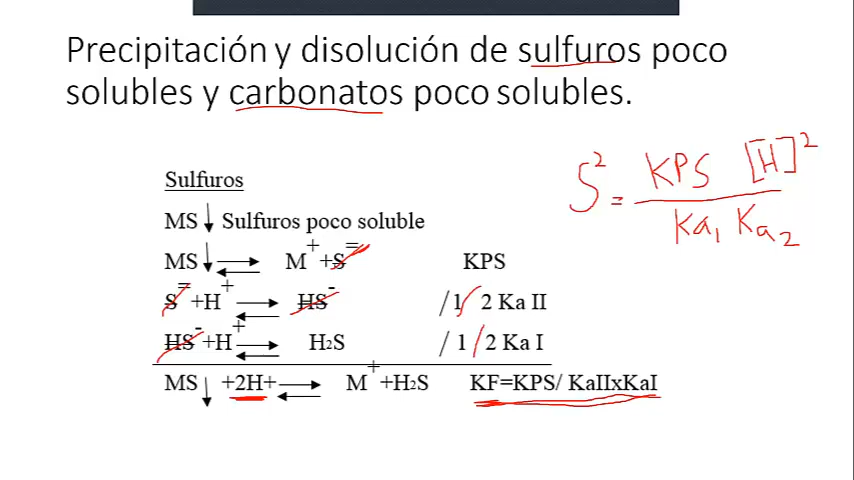 Precipitación y disolución de sulfuros poco
solubles y carbonatos poco solubles.
Sulfuros
MS↓ Sulfuros poco soluble
MS↓ ⇄ M⁺+S⁼ KPS
S⁼+H⁺ ⇄ HS⁻ /1/2 Ka II
HS⁻+H⁺ ⇄ H₂S /1/2 Ka I
MS↓ +2H+ ⇄ M⁺+H₂S KF=KPS/ KaIIxKaI
S² = KPS [H]²
Ka₁ Ka₂